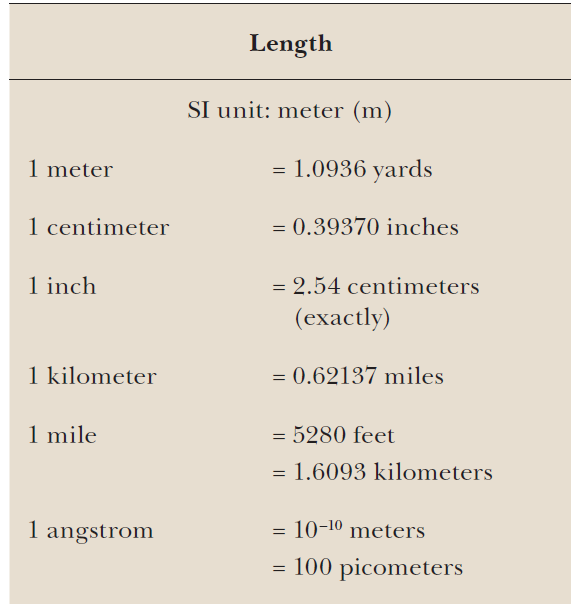 Length
SI unit: meter (m)
1 meter = 1.0936 yards
1 centimeter = 0.39370 inches
1 inch = 2.54 centimeters
(exactly)
1 kilometer = 0.62137 miles
1 mile = 5280 feet
= 1.6093 kilometers
1 angstrom = 10⁻¹⁰ meters
= 100 picometers